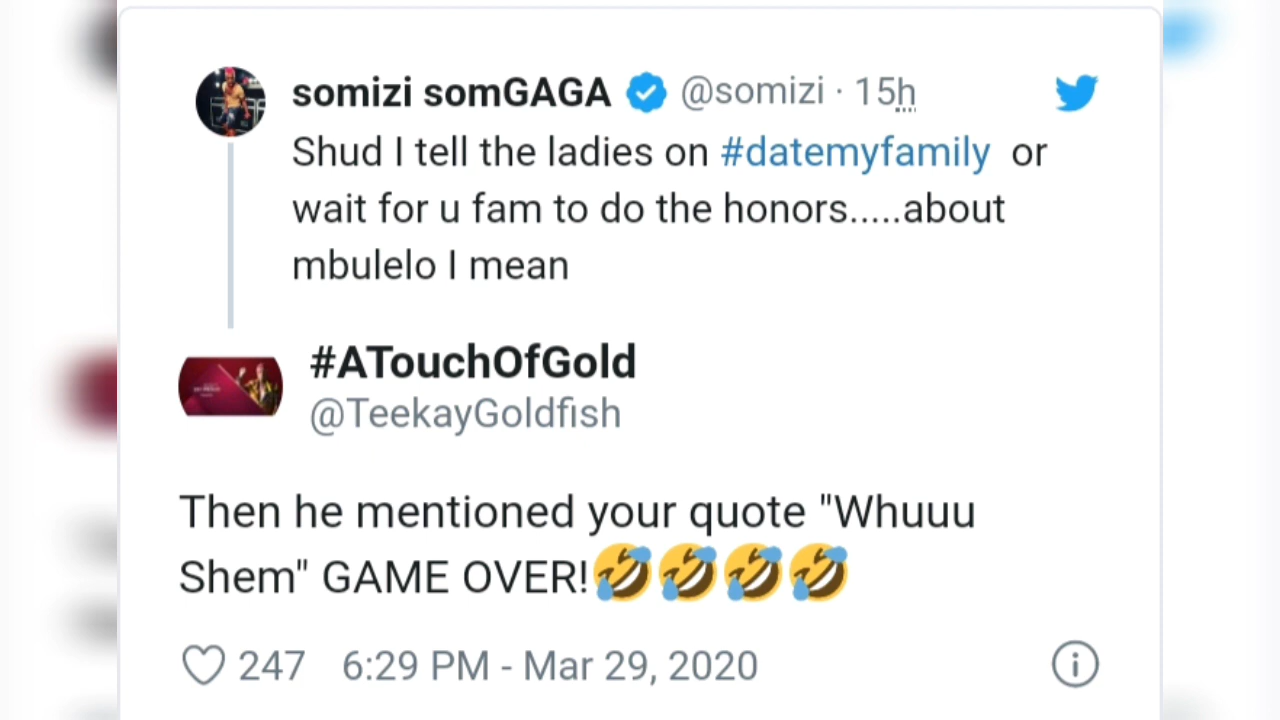 somizi somGAGA @somizi · 15h
Shud I tell the ladies on #datemyfamily or
wait for u fam to do the honors.....about
mbulelo I mean
#ATouchOfGold
@TeekayGoldfish
Then he mentioned your quote "Whuuu
Shem" GAME OVER!🤣🤣🤣🤣
247 6:29 PM - Mar 29, 2020